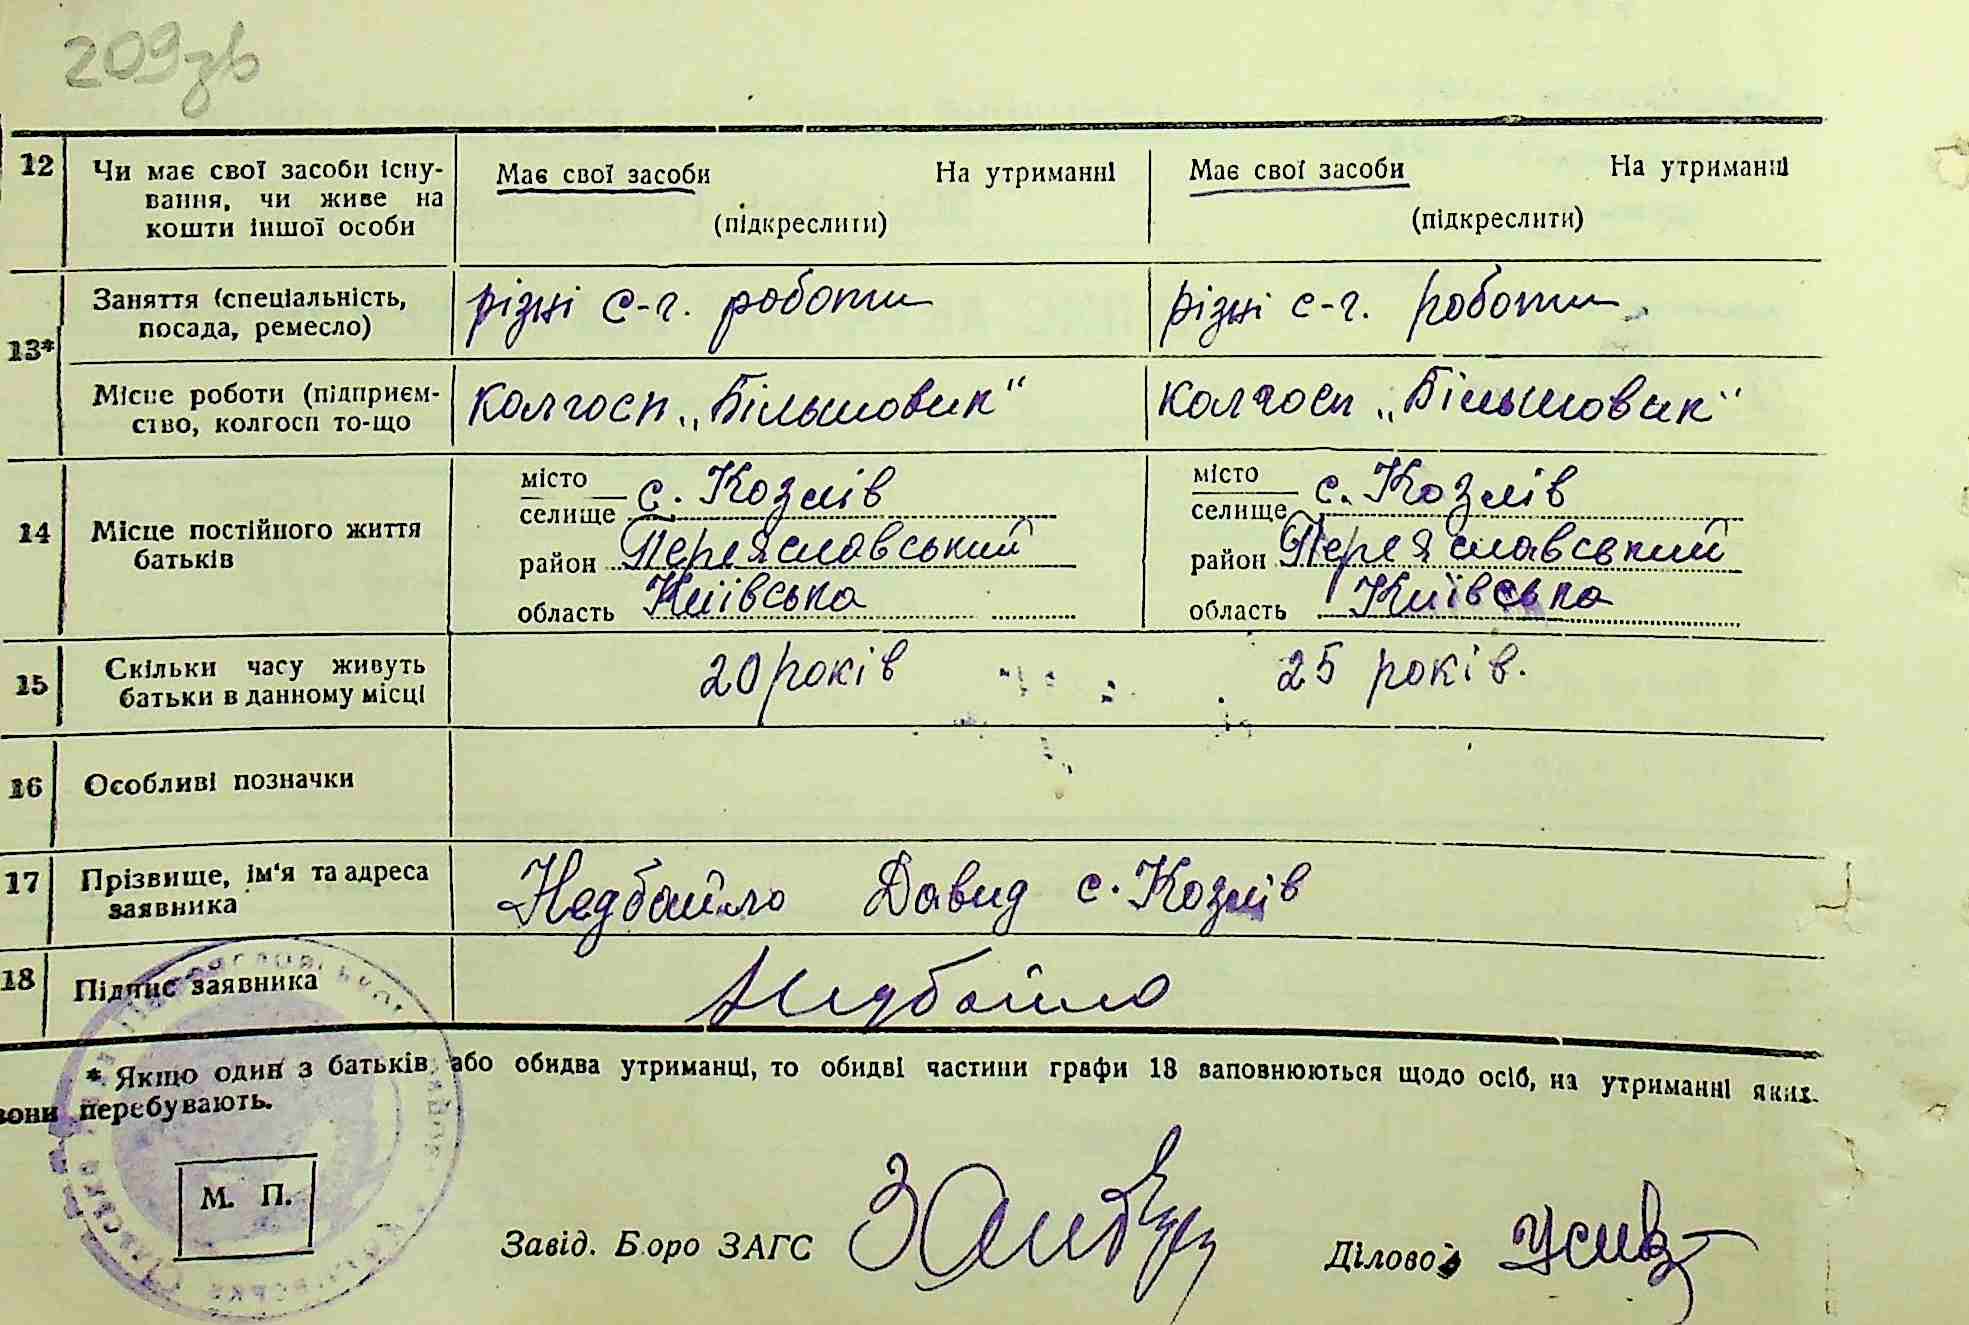 209зв
12 Чи має свої засоби існу-
вання, чи живе на
кошти іншої особи
Має свої засоби На утриманні
(підкреслити)
Має свої засоби На утриманні
(підкреслити)
13*
Заняття (спеціальність,
посада, ремесло)
різні с-г. роботи
різні с-г. роботи
Місце роботи (підприєм-
ство, колгосп то-що
колгосп „Більшовик"
колгосп „Більшовик"
14 Місце постійного життя
батьків
місто
селище с. Козлів
район Переяславський
область Київська
місто
селище с. Козлів
район Переяславський
область Київська
15 Скільки часу живуть
батьки в данному місці
20 років
25 років.
16 Особливі позначки
17 Прізвище, ім'я та адреса
заявника
Недбайло Давид с. Козлів
18 Підпис заявника
Недбайло
* Якщо один з батьків або обидва утриманці, то обидві частини графи 13 заповнюються щодо осіб, на утриманні яких
вони перебувають.
М. П.
Завід. Бюро ЗАГС
Діловод